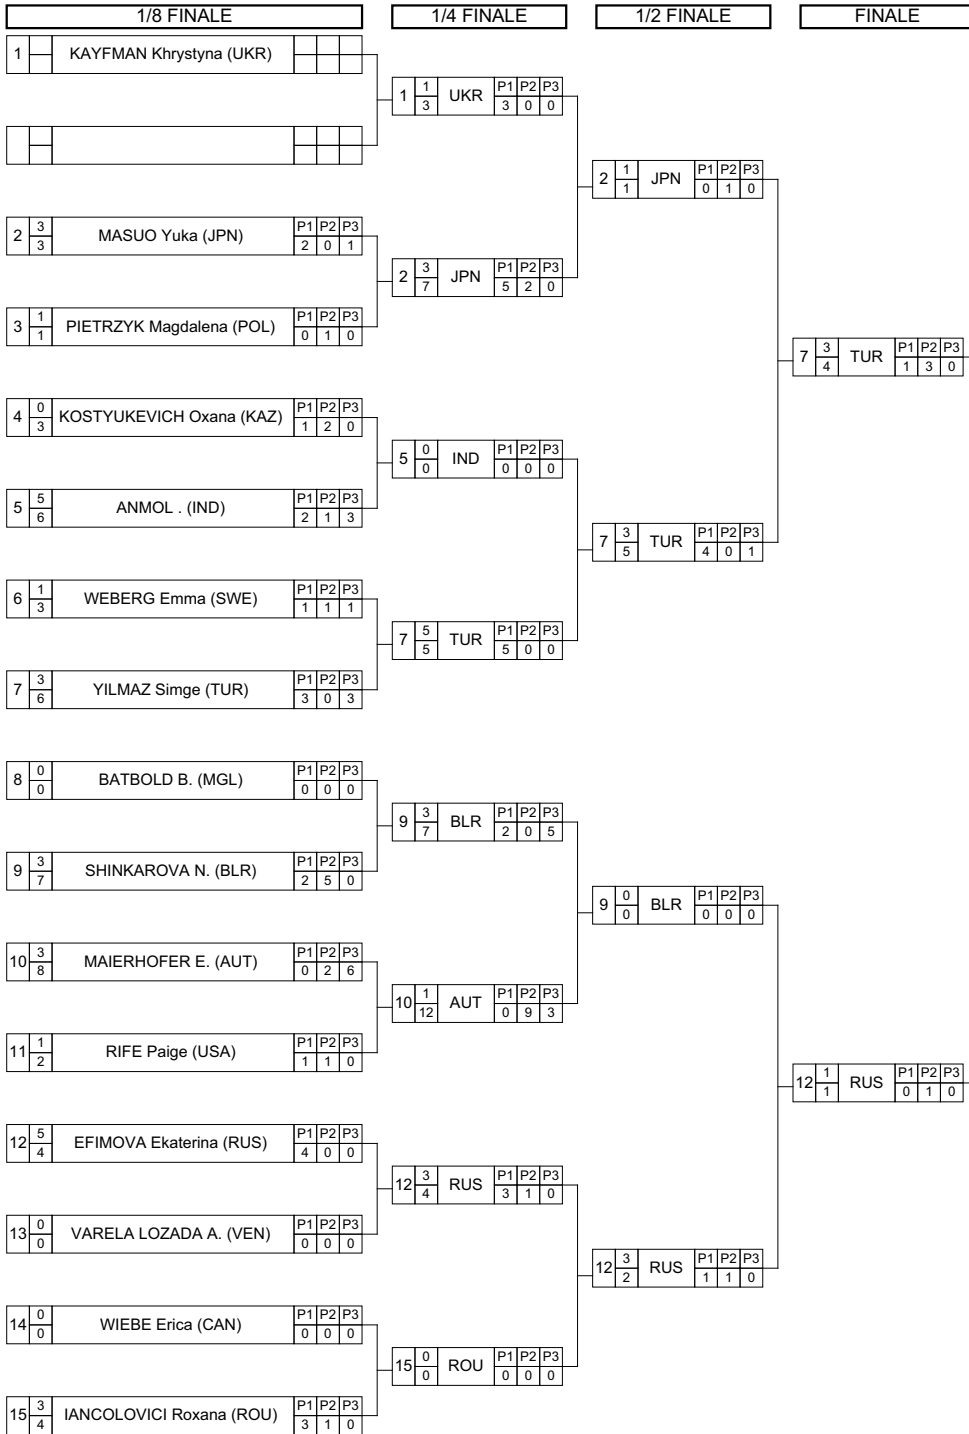 1/8 FINALE 1/4 FINALE 1/2 FINALE FINALE
1 KAYFMAN Khrystyna (UKR)
1 1 3 UKR P1 P2 P3 3 0 0
2 1 1 JPN P1 P2 P3 0 1 0
2 3 3 MASUO Yuka (JPN) P1 P2 P3 2 0 1
2 3 7 JPN P1 P2 P3 5 2 0
3 1 1 PIETRZYK Magdalena (POL) P1 P2 P3 0 1 0
7 3 4 TUR P1 P2 P3 1 3 0
4 0 3 KOSTYUKEVICH Oxana (KAZ) P1 P2 P3 1 2 0
5 0 0 IND P1 P2 P3 0 0 0
5 5 6 ANMOL . (IND) P1 P2 P3 2 1 3
7 3 5 TUR P1 P2 P3 4 0 1
6 1 3 WEBERG Emma (SWE) P1 P2 P3 1 1 1
7 5 5 TUR P1 P2 P3 5 0 0
7 3 6 YILMAZ Simge (TUR) P1 P2 P3 3 0 3
8 0 0 BATBOLD B. (MGL) P1 P2 P3 0 0 0
9 3 7 BLR P1 P2 P3 2 0 5
9 3 7 SHINKAROVA N. (BLR) P1 P2 P3 2 5 0
9 0 0 BLR P1 P2 P3 0 0 0
10 3 8 MAIERHOFER E. (AUT) P1 P2 P3 0 2 6
10 1 12 AUT P1 P2 P3 0 9 3
11 1 2 RIFE Paige (USA) P1 P2 P3 1 1 0
12 1 1 RUS P1 P2 P3 0 1 0
12 5 4 EFIMOVA Ekaterina (RUS) P1 P2 P3 4 0 0
12 3 4 RUS P1 P2 P3 3 1 0
13 0 0 VARELA LOZADA A. (VEN) P1 P2 P3 0 0 0
12 3 2 RUS P1 P2 P3 1 1 0
14 0 0 WIEBE Erica (CAN) P1 P2 P3 0 0 0
15 0 0 ROU P1 P2 P3 0 0 0
15 3 4 IANCOLOVICI Roxana (ROU) P1 P2 P3 3 1 0